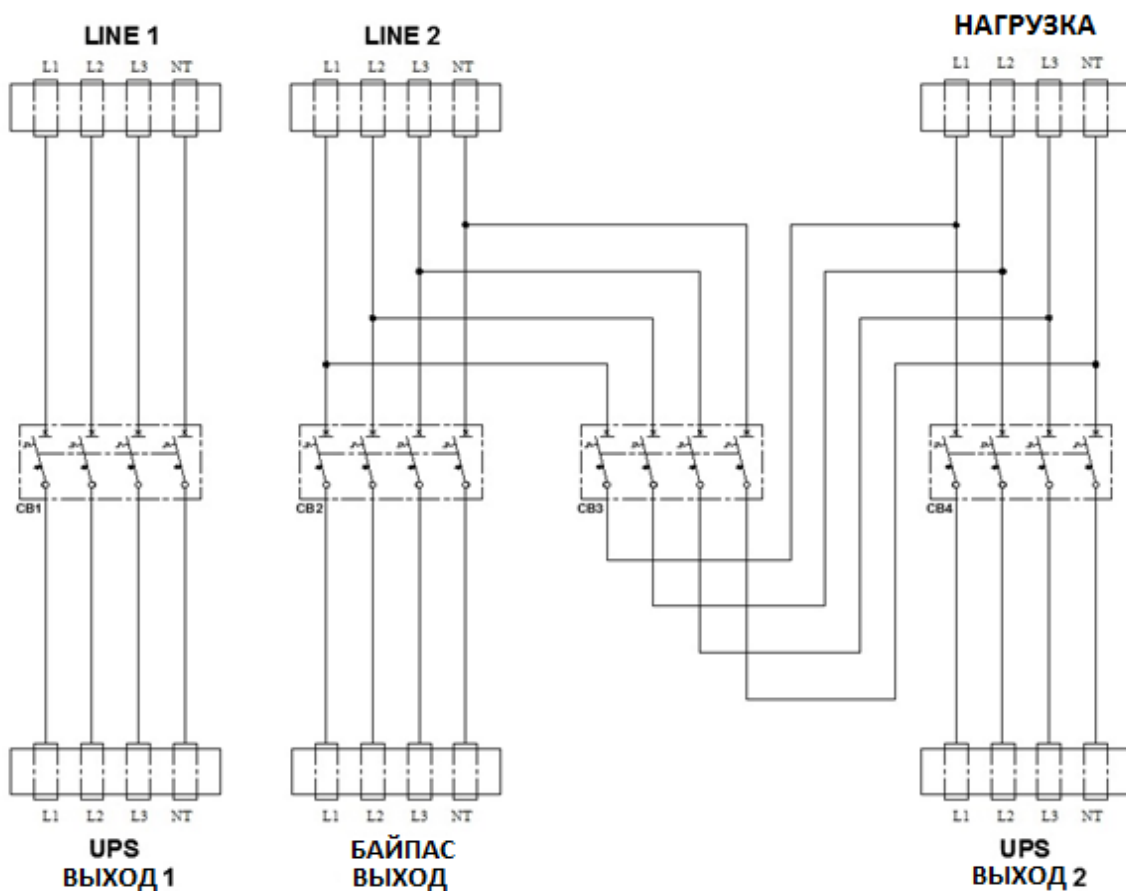 LINE 1
LINE 2
НАГРУЗКА
L1 L2 L3 NT
L1 L2 L3 NT
L1 L2 L3 NT
CB1
CB2
CB3
CB4
L1 L2 L3 NT
L1 L2 L3 NT
L1 L2 L3 NT
UPS
ВЫХОД 1
БАЙПАС
ВЫХОД
UPS
ВЫХОД 2